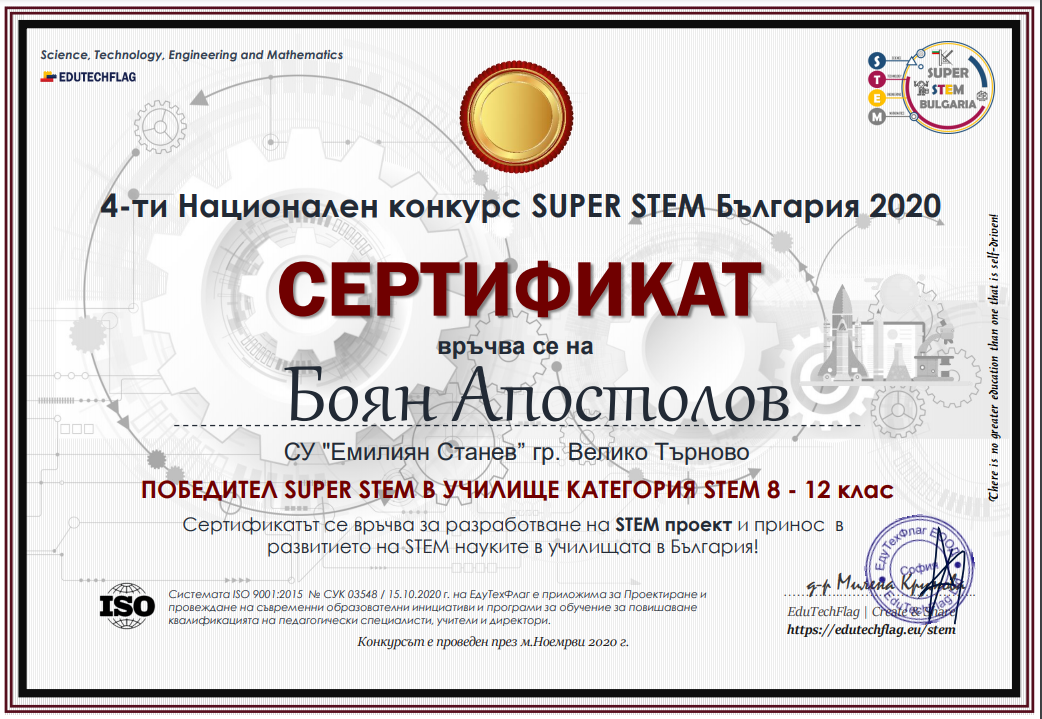 Science, Technology, Engineering and Mathematics
EDUTECHFLAG
S
T
E
M
SUPER
STEM
BULGARIA
4-ти Национален конкурс SUPER STEM България 2020
СЕРТИФИКАТ
връчва се на
Боян Апостолов
СУ "Емилиян Станев” гр. Велико Търново
ПОБЕДИТЕЛ SUPER STEM В УЧИЛИЩЕ КАТЕГОРИЯ STEM 8 - 12 клас
Сертификатът се връчва за разработване на STEM проект и принос в
развитието на STEM науките в училищата в България!
There is no greater education than one that is self-driven!
ISO
Системата ISO 9001:2015 № СУК 03548 / 15.10.2020 г. на ЕдуТехФлаг е приложима за Проектиране и
провеждане на съвременни образователни инициативи и програми за обучение за повишаване
квалификацията на педагогически специалисти, учители и директори.
Конкурсът е проведен през м.Ноември 2020 г.
ЕдуТехФлаг ЕООД
София
EduTechFlag
д-р Милена
EduTechFlag | Create & Share
https://edutechflag.eu/stem